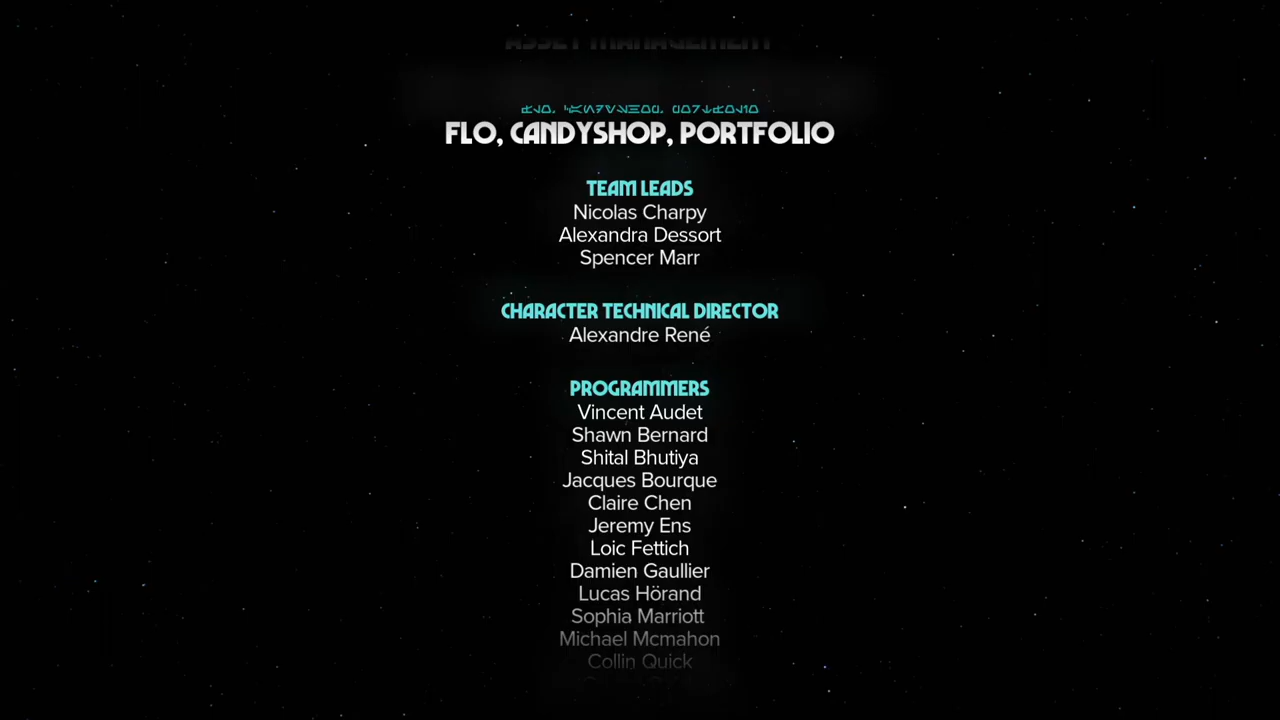 ASSET MANAGEMENT
FLO, CANDYSHOP, PORTFOLIO
TEAM LEADS
Nicolas Charpy
Alexandra Dessort
Spencer Marr
CHARACTER TECHNICAL DIRECTOR
Alexandre René
PROGRAMMERS
Vincent Audet
Shawn Bernard
Shital Bhutiya
Jacques Bourque
Claire Chen
Jeremy Ens
Loic Fettich
Damien Gaullier
Lucas Hörand
Sophia Marriott
Michael Mcmahon
Collin Quick